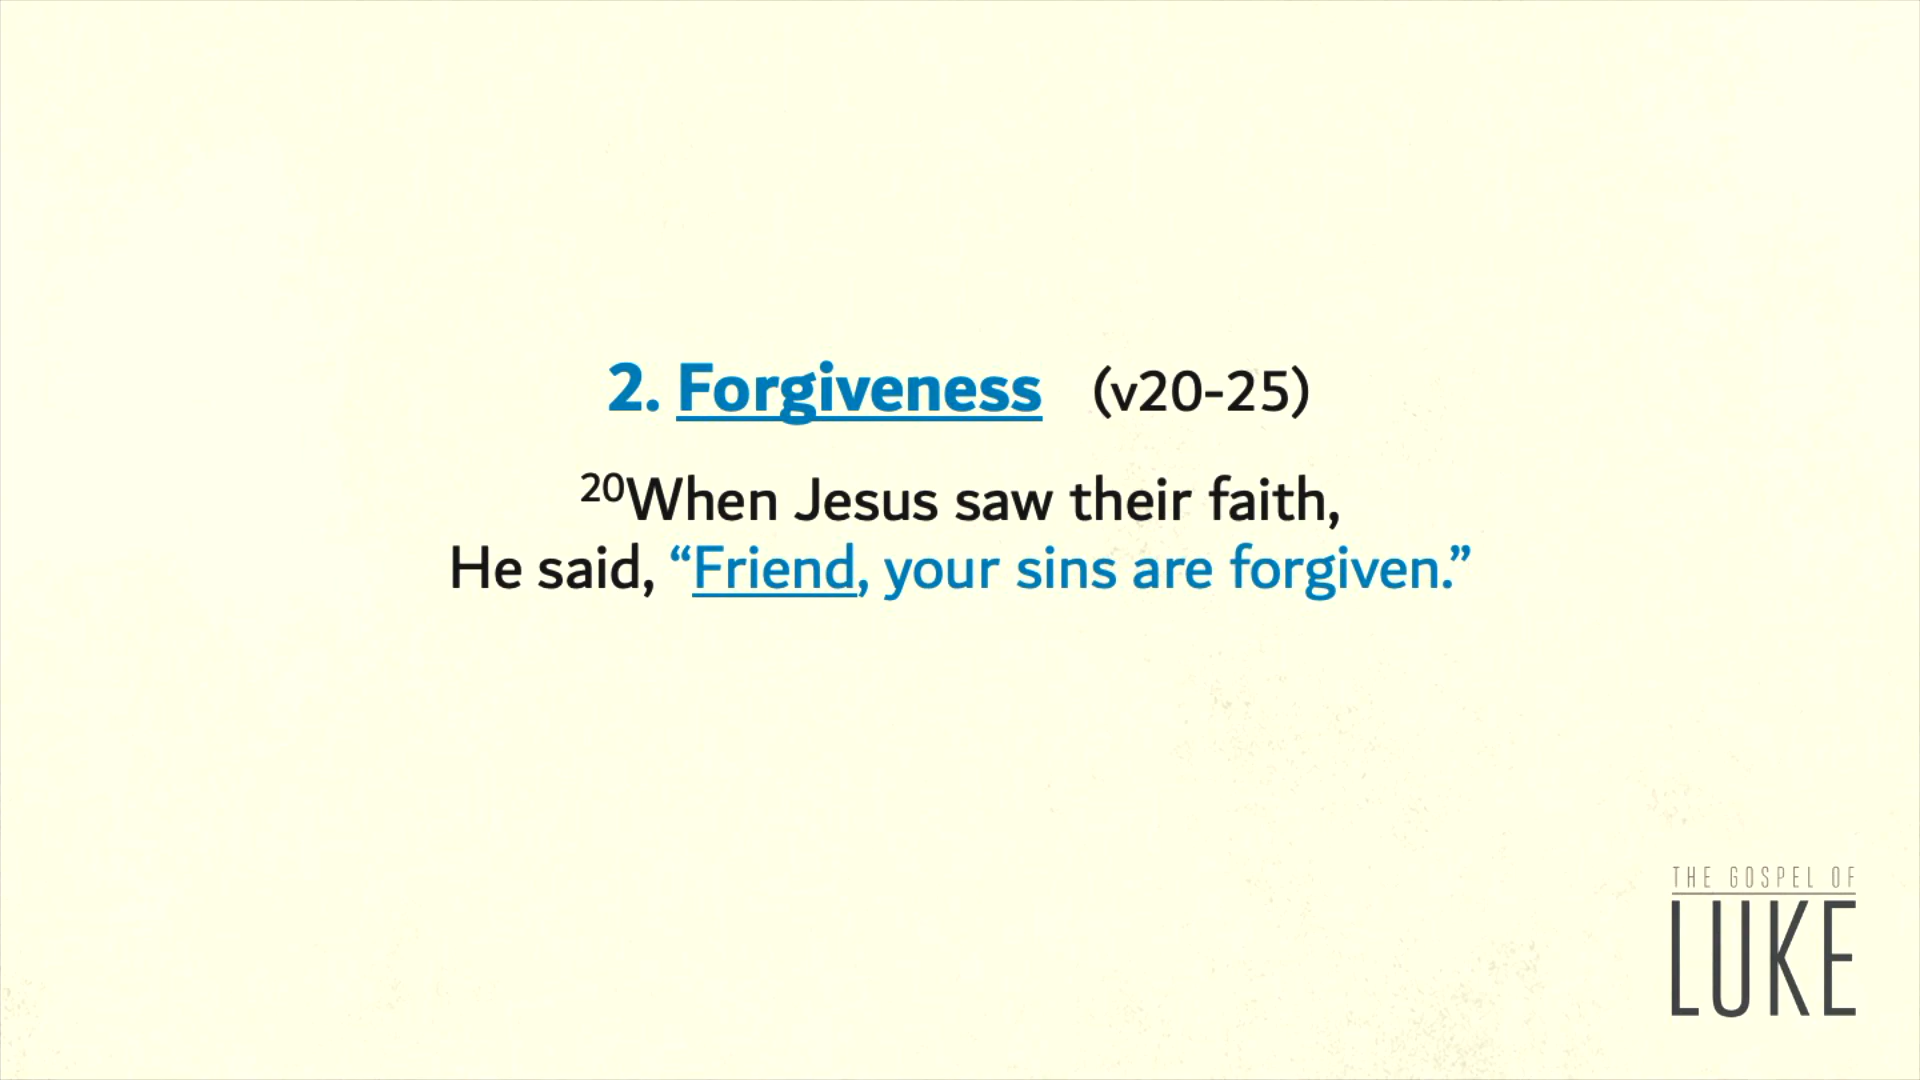 2. Forgiveness (v20-25)
20When Jesus saw their faith,
He said, “Friend, your sins are forgiven.”
THE GOSPEL OF
LUKE